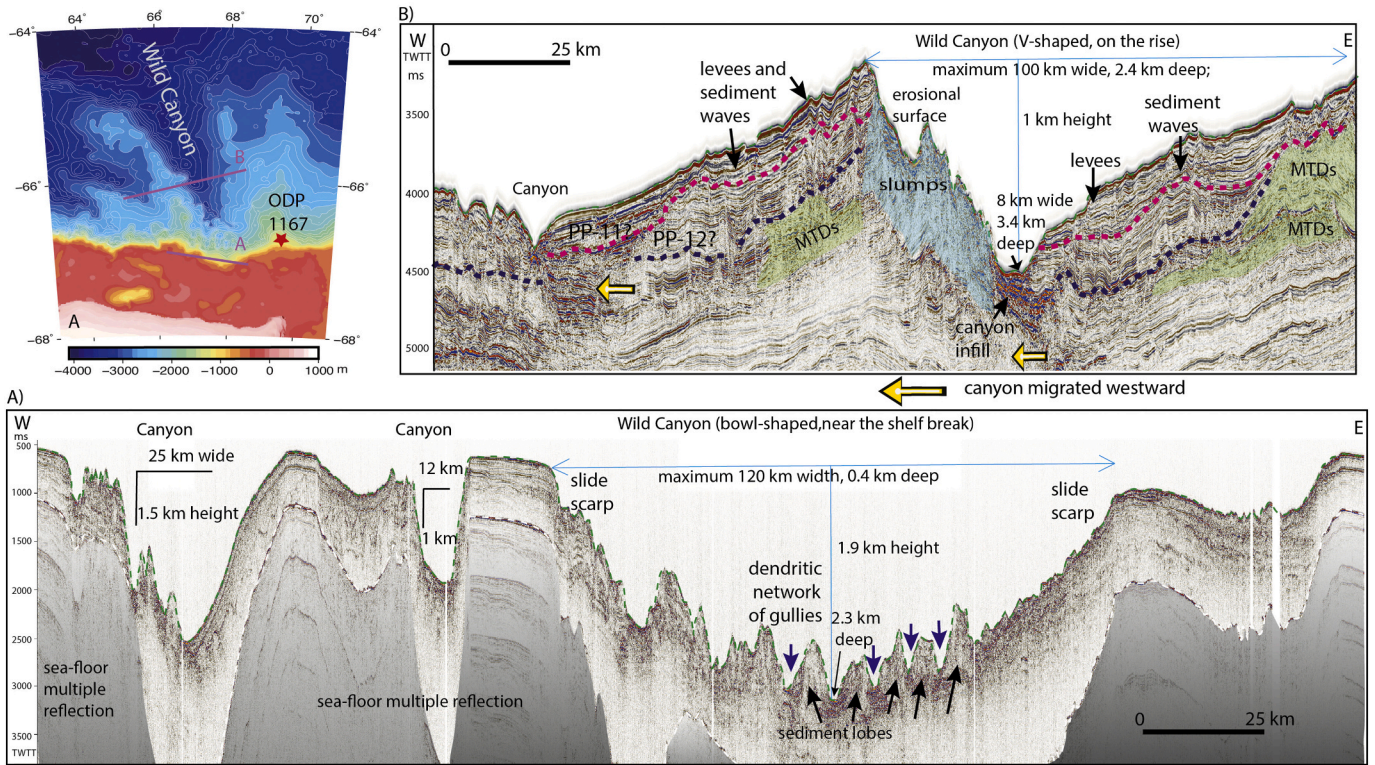 64˚ 66˚ 68˚ 70˚
−64˚ −64˚
Wild Canyon
B
−66˚ −66˚
ODP
1167
A
A
−68˚ −68˚
−4000 −3000 −2000 −1000 0 1000 m
B)
W
TWTT
ms
3500
4000
4500
5000
0 25 km
Wild Canyon (V-shaped, on the rise)
E
maximum 100 km wide, 2.4 km deep;
levees and
sediment
waves
erosional
surface
1 km height
sediment
waves
levees
Canyon
slumps
8 km wide
3.4 km
deep
MTDs
MTDs
MTDs
PP-11?
PP-12?
canyon
infill
canyon migrated westward
A)
W
ms
500
1000
1500
2000
2500
3000
3500
TWTT
Canyon
25 km wide
1.5 km height
Canyon
12 km
1 km
Wild Canyon (bowl-shaped,near the shelf break)
E
maximum 120 km width, 0.4 km deep
slide
scarp
slide
scarp
1.9 km height
dendritic
network
of gullies
2.3 km
deep
sea-floor
multiple
reflection
sea-floor multiple reflection
sediment lobes
0 25 km